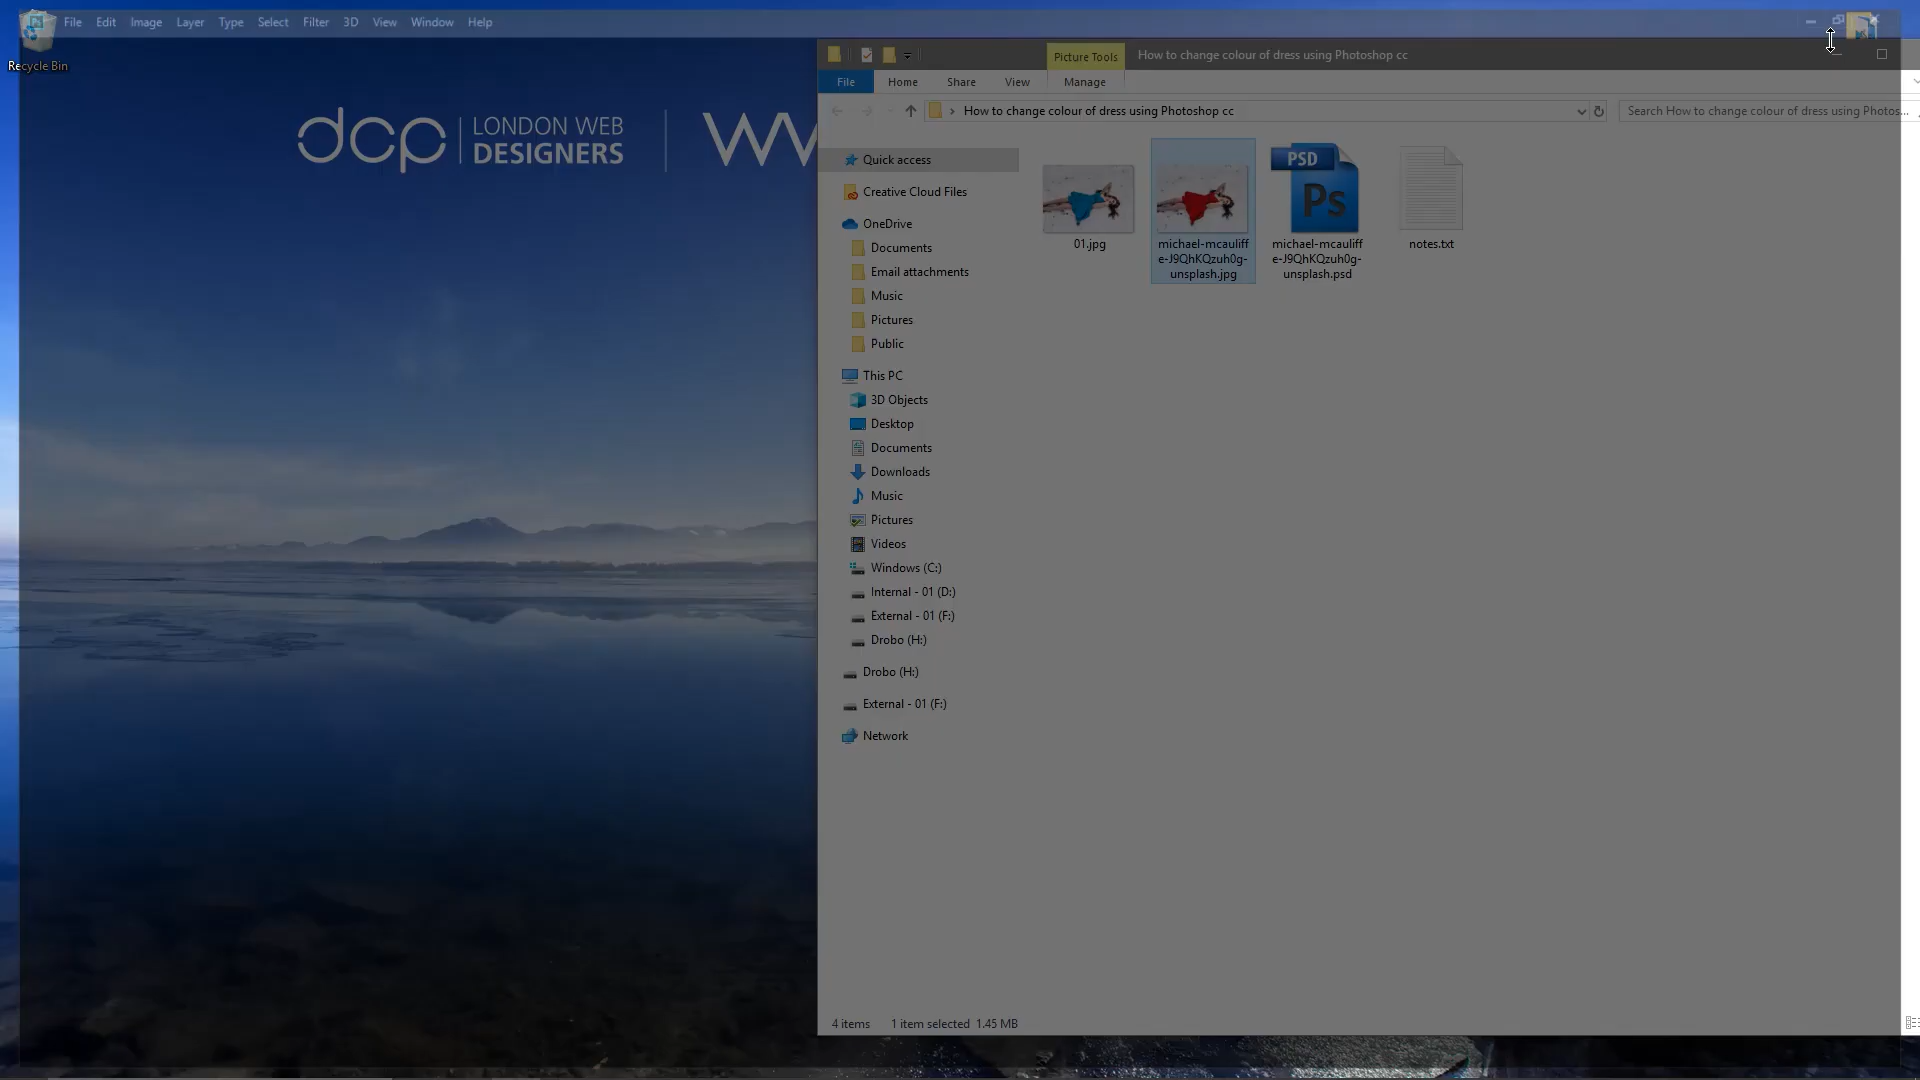 File Edit Image Layer Type Select Filter 3D View Window Help
Recycle Bin
dcp LONDON WEB
DESIGNERS
Picture Tools How to change colour of dress using Photoshop cc
File Home Share View Manage
How to change colour of dress using Photoshop cc
Search How to change colour of dress using Photos...
Quick access
Creative Cloud Files
OneDrive
Documents
Email attachments
Music
Pictures
Public
This PC
3D Objects
Desktop
Documents
Downloads
Music
Pictures
Videos
Windows (C:)
Internal - 01 (D:)
External - 01 (F:)
Drobo (H:)
Drobo (H:)
External - 01 (F:)
Network
01.jpg
michael-mcauliff
e-J9QhKQzuh0g-
unsplash.jpg
PSD
Ps
michael-mcauliff
e-J9QhKQzuh0g-
unsplash.psd
notes.txt
4 items 1 item selected 1.45 MB